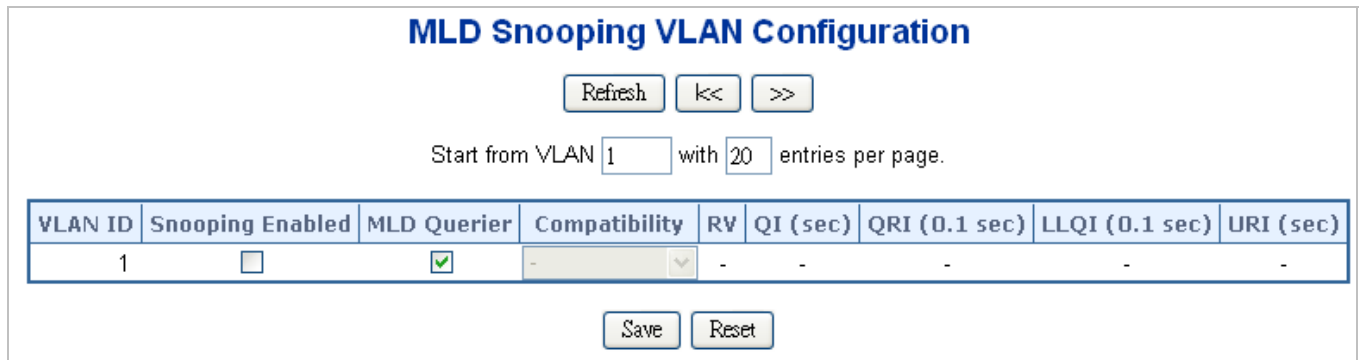 MLD Snooping VLAN Configuration
Refresh |<< >>
Start from VLAN 1 with 20 entries per page.
VLAN ID Snooping Enabled MLD Querier Compatibility RV QI (sec) QRI (0.1 sec) LLQI (0.1 sec) URI (sec)
1 - - - - - -
Save Reset